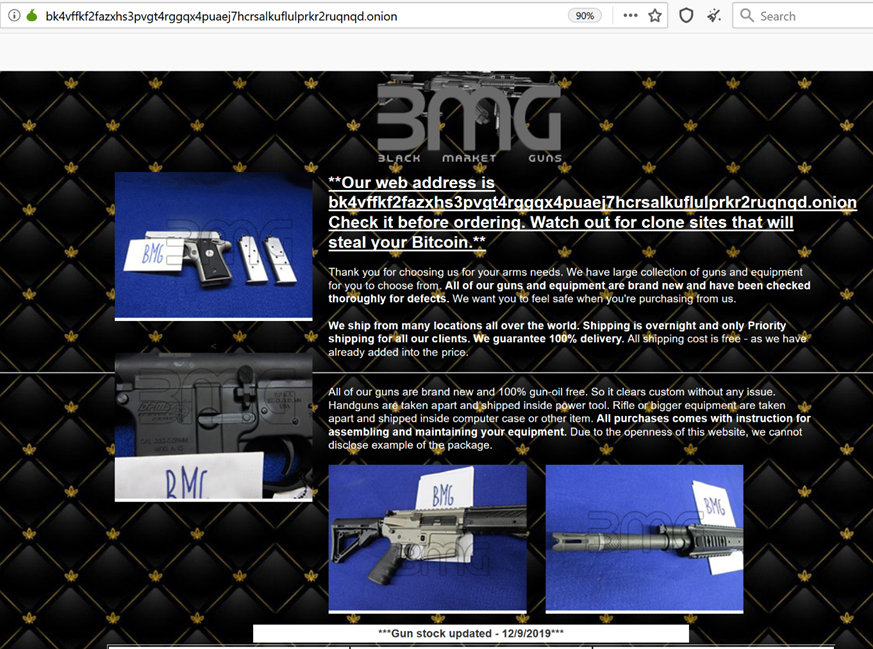 bk4vffkf2fazxhs3pvgt4rggqx4puaej7hcrsalkuflulprkr2ruqnqd.onion
90%
Search
BMG
BLACK MARKET GUNS
**Our web address is
bk4vffkf2fazxhs3pvgt4rggqx4puaej7hcrsalkuflulprkr2ruqnqd.onion
Check it before ordering. Watch out for clone sites that will
steal your Bitcoin.**
BMG
Thank you for choosing us for your arms needs. We have large collection of guns and equipment
for you to choose from. All of our guns and equipment are brand new and have been checked
thoroughly for defects. We want you to feel safe when you're purchasing from us.
We ship from many locations all over the world. Shipping is overnight and only Priority
shipping for all our clients. We guarantee 100% delivery. All shipping cost is free - as we have
already added into the price.
All of our guns are brand new and 100% gun-oil free. So it clears custom without any issue.
Handguns are taken apart and shipped inside power tool. Rifle or bigger equipment are taken
apart and shipped inside computer case or other item. All purchases comes with instruction for
assembling and maintaining your equipment. Due to the openness of this website, we cannot
disclose example of the package.
BMG
BMG
BMG
***Gun stock updated - 12/9/2019***